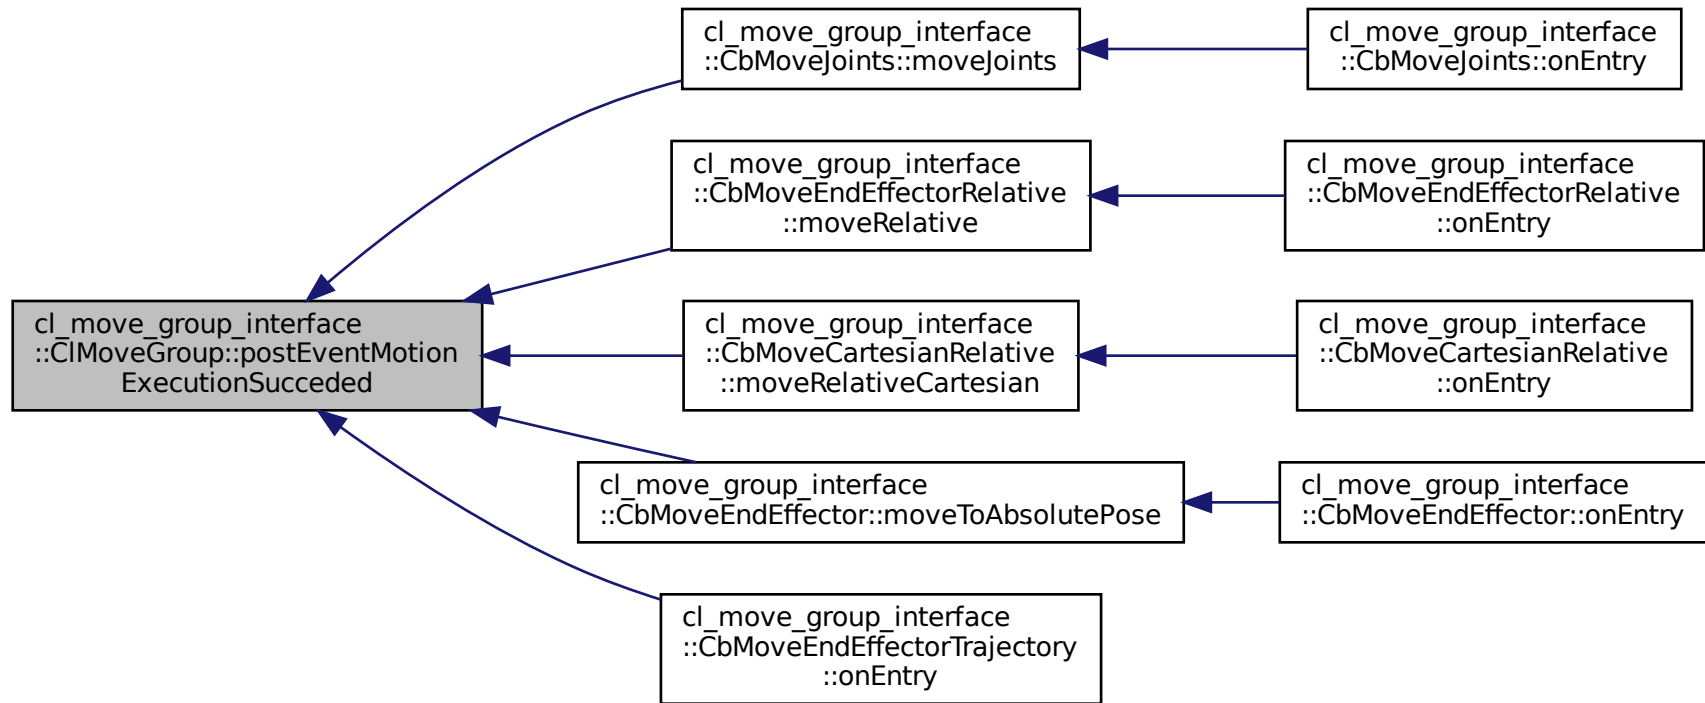 cl_move_group_interface
::CbMoveJoints::moveJoints
cl_move_group_interface
::CbMoveJoints::onEntry
cl_move_group_interface
::CbMoveEndEffectorRelative
::moveRelative
cl_move_group_interface
::CbMoveEndEffectorRelative
::onEntry
cl_move_group_interface
::ClMoveGroup::postEventMotion
ExecutionSucceded
cl_move_group_interface
::CbMoveCartesianRelative
::moveRelativeCartesian
cl_move_group_interface
::CbMoveCartesianRelative
::onEntry
cl_move_group_interface
::CbMoveEndEffector::moveToAbsolutePose
cl_move_group_interface
::CbMoveEndEffector::onEntry
cl_move_group_interface
::CbMoveEndEffectorTrajectory
::onEntry